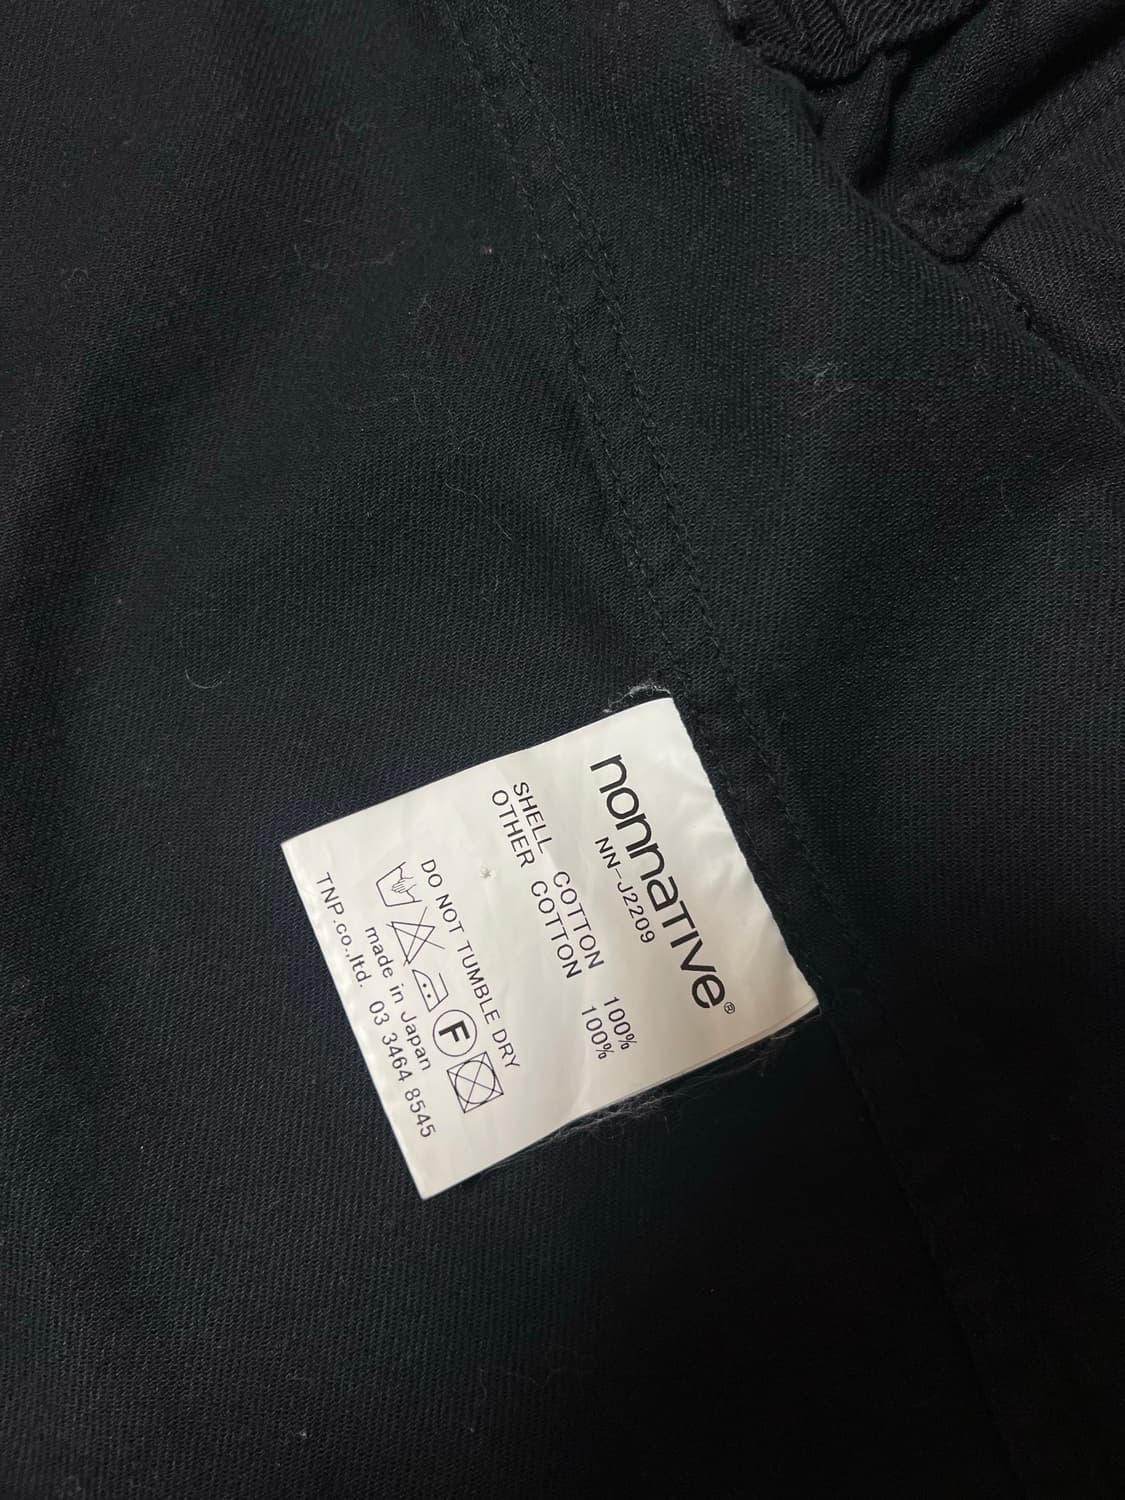 nonnative®
NN-J2209
SHELL COTTON 100%
OTHER COTTON 100%
DO NOT TUMBLE DRY
F
made in Japan
TNP.co.,ltd. 03 3464 8545